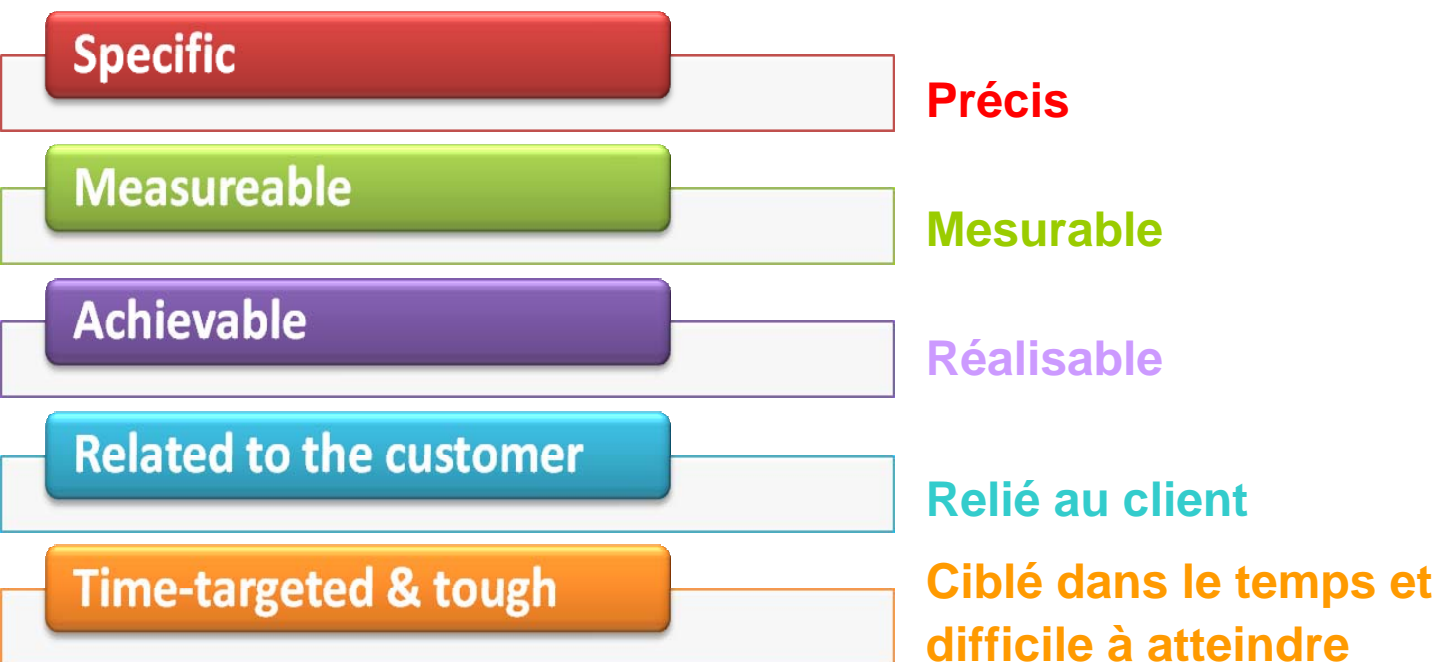 Specific
Précis
Measureable
Mesurable
Achievable
Réalisable
Related to the customer
Relié au client
Time-targeted & tough
Ciblé dans le temps et
difficile à atteindre